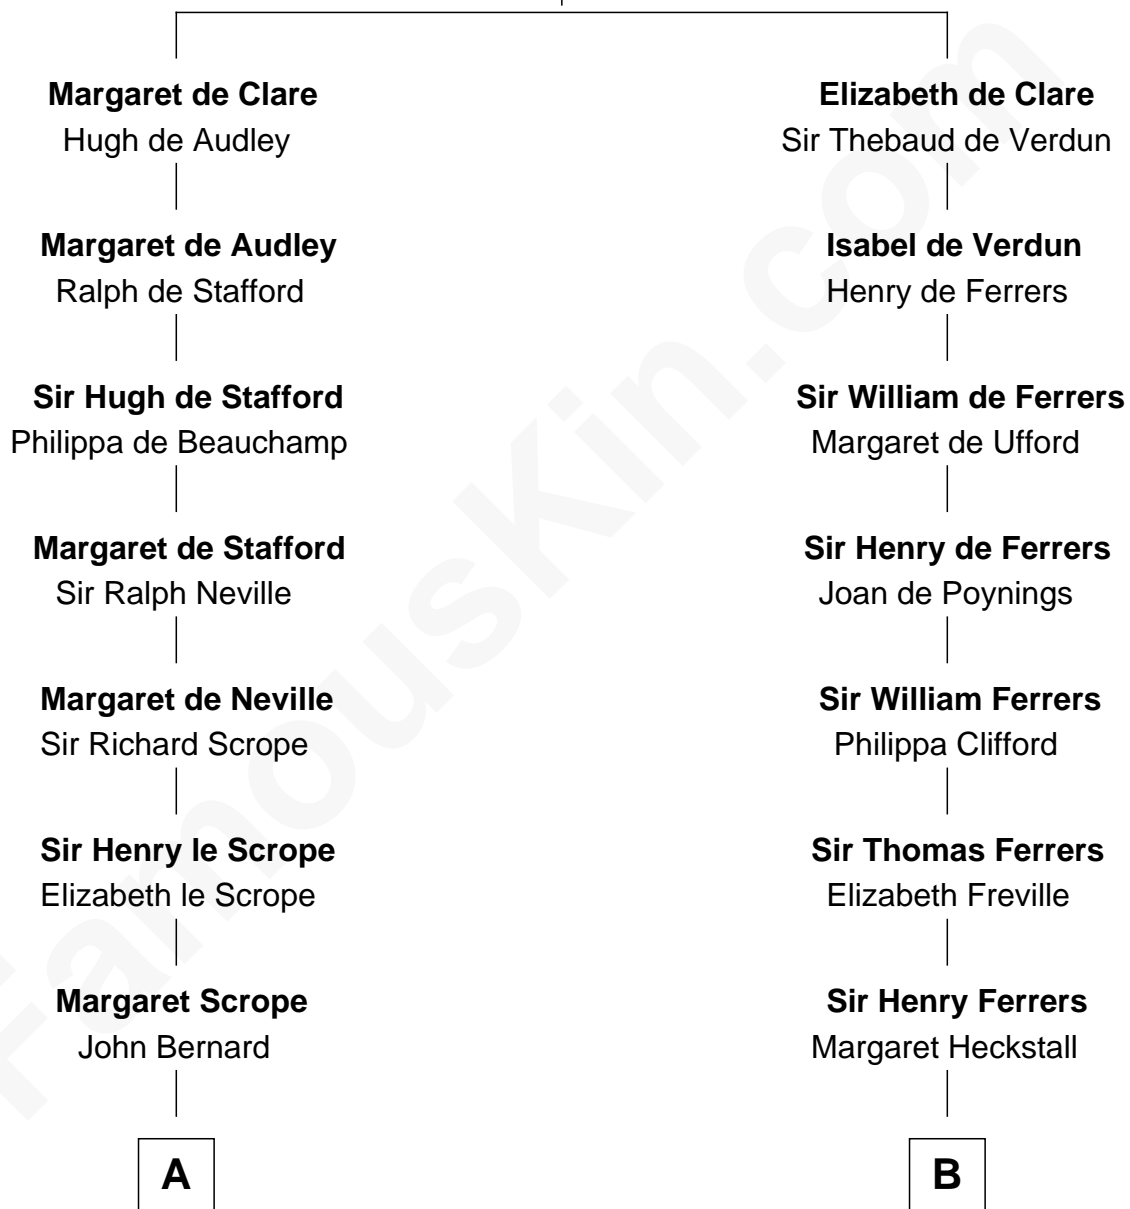 Margaret de Clare
Hugh de Audley
Margaret de Audley
Ralph de Stafford
Sir Hugh de Stafford
Philippa de Beauchamp
Margaret de Stafford
Sir Ralph Neville
Margaret de Neville
Sir Richard Scrope
Sir Henry le Scrope
Elizabeth le Scrope
Margaret Scrope
John Bernard
A
Elizabeth de Clare
Sir Thebaud de Verdun
Isabel de Verdun
Henry de Ferrers
Sir William de Ferrers
Margaret de Ufford
Sir Henry de Ferrers
Joan de Poynings
Sir William Ferrers
Philippa Clifford
Sir Thomas Ferrers
Elizabeth Freville
Sir Henry Ferrers
Margaret Heckstall
B
FamousKin.com